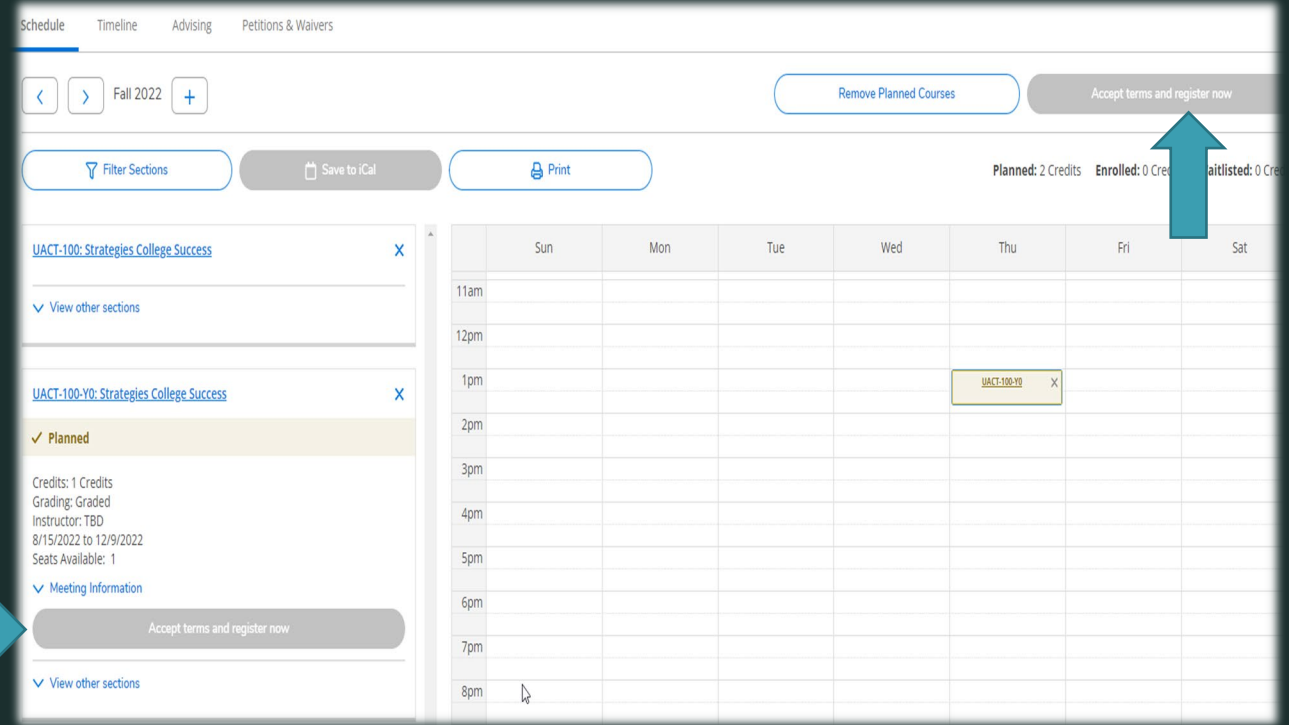 Schedule Timeline Advising Petitions & Waivers
Fall 2022
Remove Planned Courses
Accept terms and register now
Filter Sections
Save to iCal
Print
Planned: 2 Credits Enrolled: 0 Waitlisted: 0
UACT-100: Strategies College Success X
View other sections
UACT-100-Y0: Strategies College Success X
Planned
Credits: 1 Credits
Grading: Graded
Instructor: TBD
8/15/2022 to 12/9/2022
Seats Available: 1
Meeting Information
Accept terms and register now
View other sections
Sun Mon Tue Wed Thu Fri Sat
11am
12pm
1pm
UACT-100-Y0 X
2pm
3pm
4pm
5pm
6pm
7pm
8pm